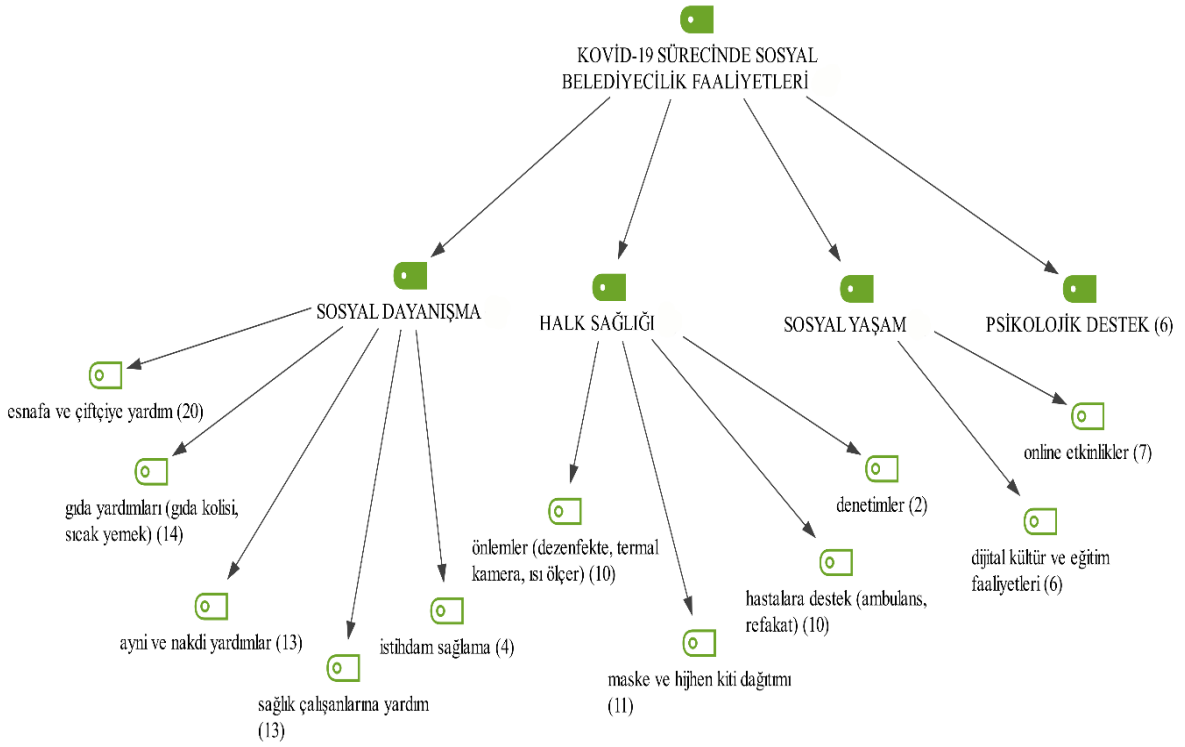 KOVİD-19 SÜRECİNDE SOSYAL
BELEDİYECİLİK FAALİYETLERİ
SOSYAL DAYANIŞMA
HALK SAĞLIĞI
SOSYAL YAŞAM
PSİKOLOJİK DESTEK (6)
esnafa ve çiftçiye yardım (20)
gıda yardımları (gıda kolisi,
sıcak yemek) (14)
ayni ve nakdi yardımlar (13)
sağlık çalışanlarına yardım
(13)
istihdam sağlama (4)
önlemler (dezenfekte, termal
kamera, ısı ölçer) (10)
maske ve hijhen kiti dağıtımı
(11)
hastalara destek (ambulans,
refakat) (10)
denetimler (2)
dijital kültür ve eğitim
faaliyetleri (6)
online etkinlikler (7)